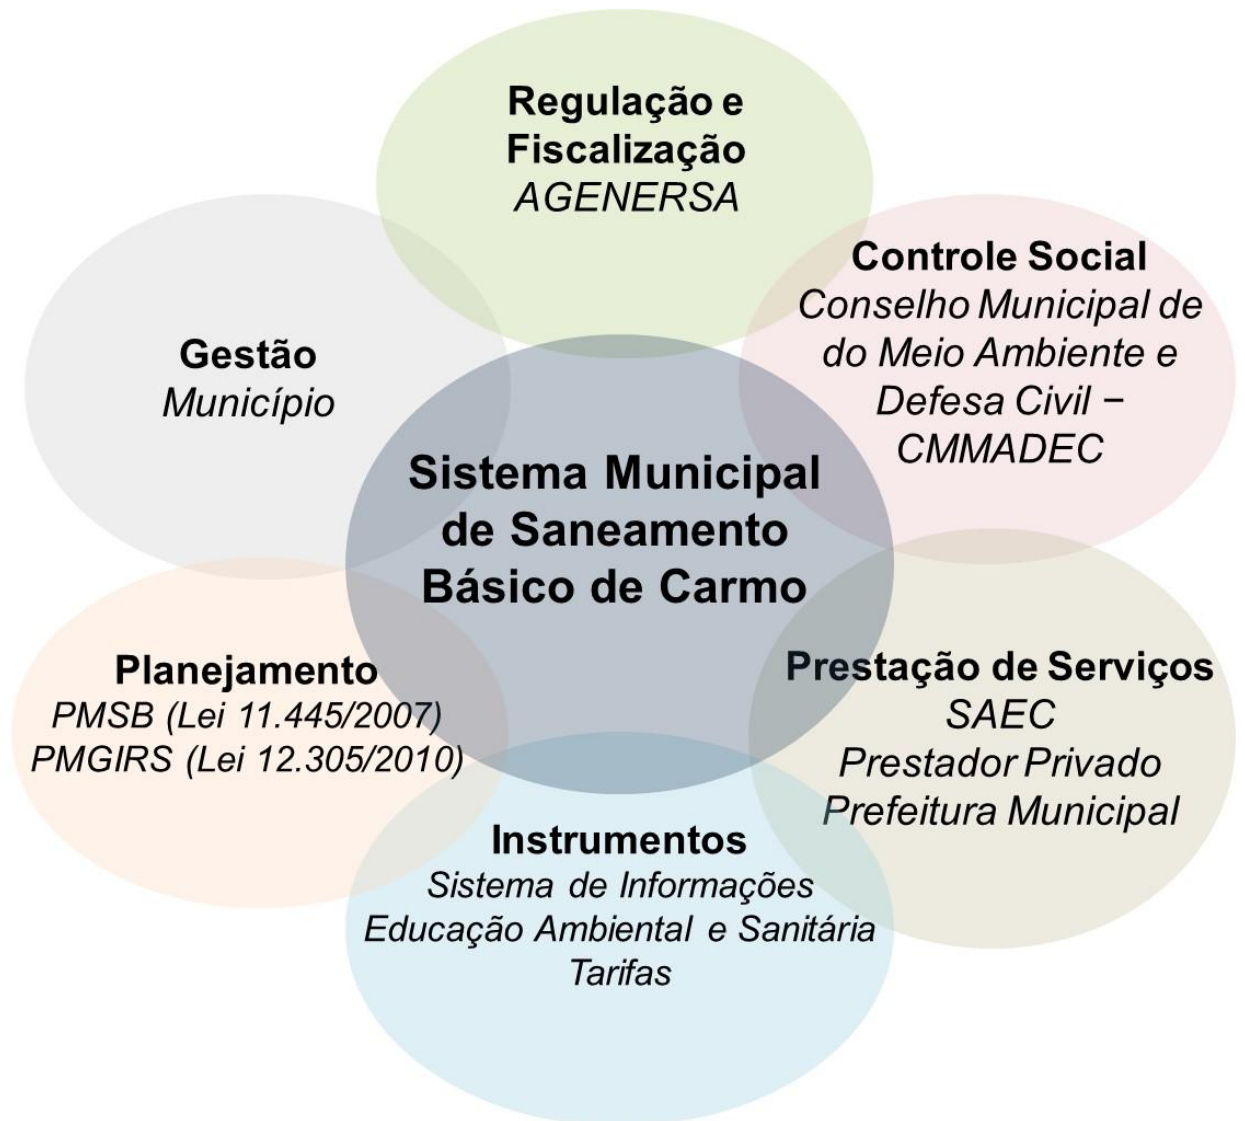 Regulação e
Fiscalização
AGENERSA
Controle Social
Conselho Municipal de
do Meio Ambiente e
Defesa Civil –
CMMADEC
Gestão
Município
Sistema Municipal
de Saneamento
Básico de Carmo
Planejamento
PMSB (Lei 11.445/2007)
PMGIRS (Lei 12.305/2010)
Prestação de Serviços
SAEC
Prestador Privado
Prefeitura Municipal
Instrumentos
Sistema de Informações
Educação Ambiental e Sanitária
Tarifas